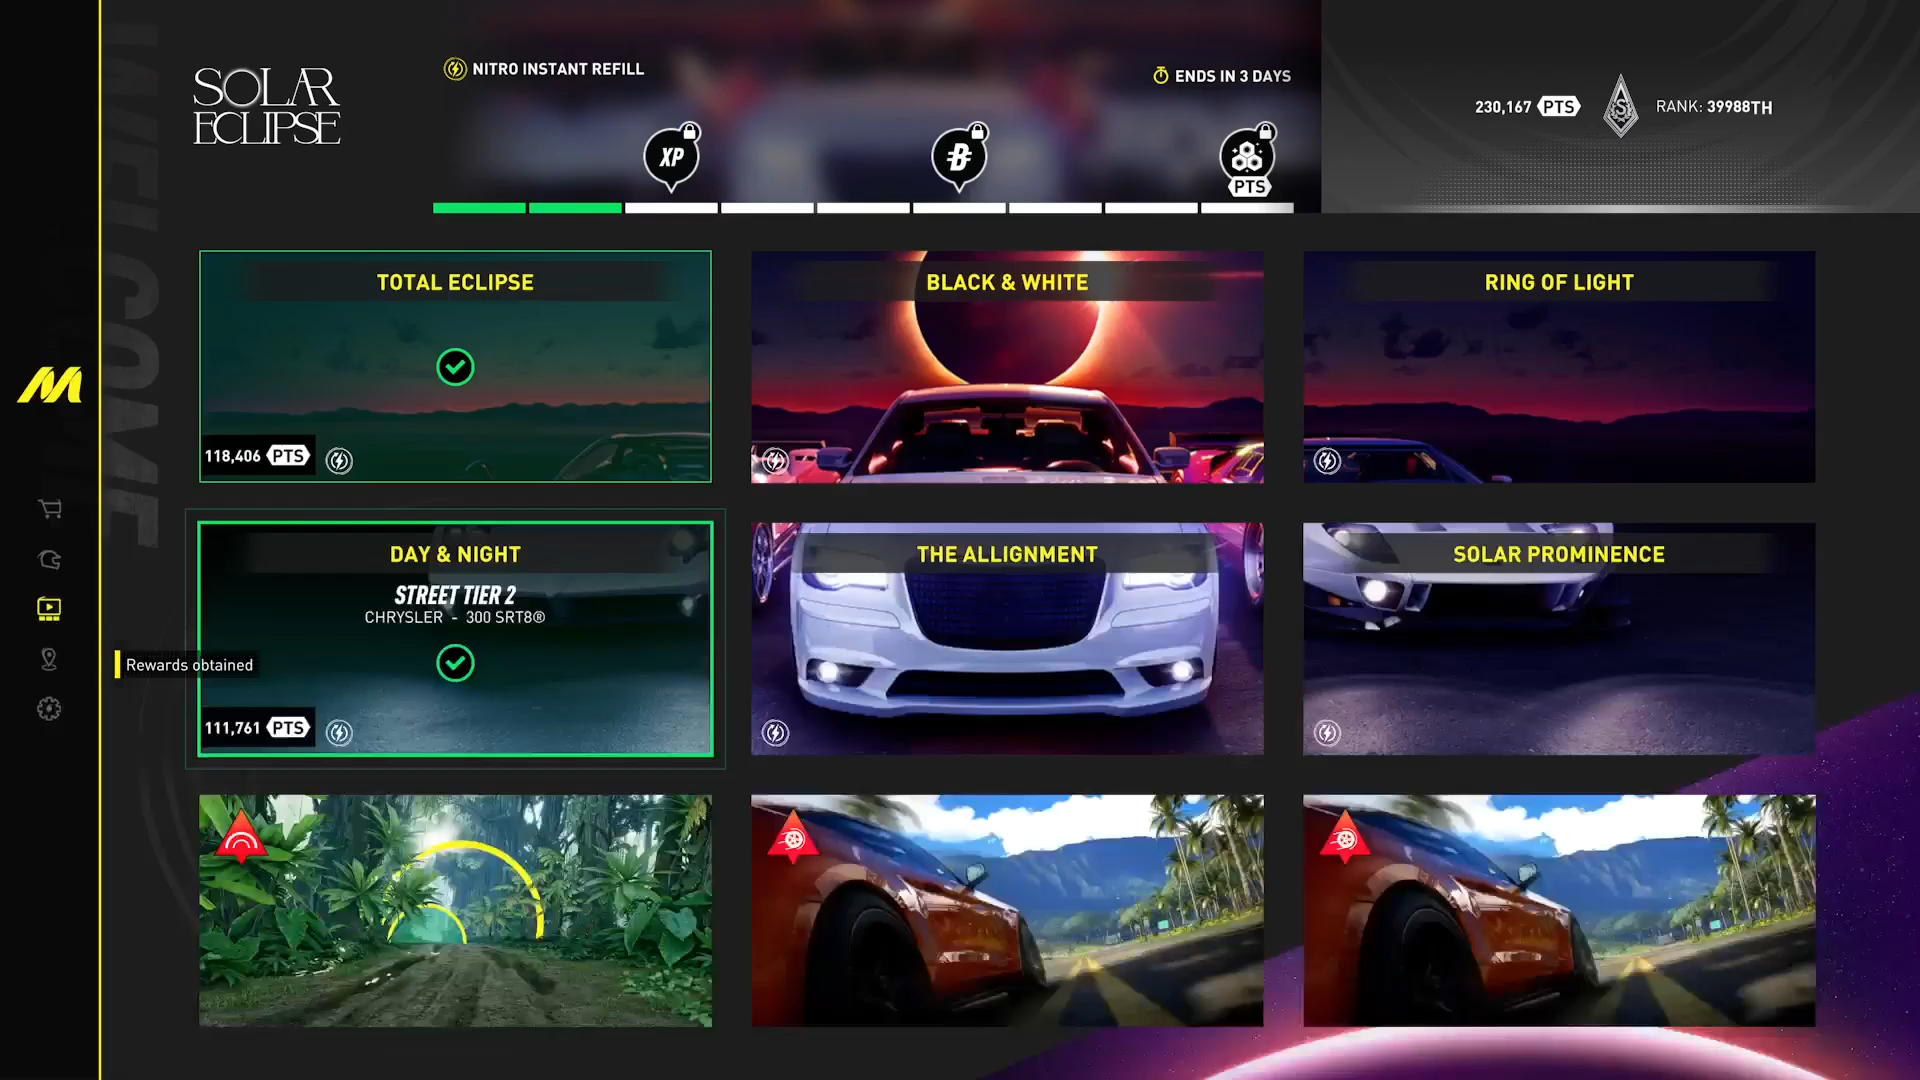 SOLAR
ECLIPSE
NITRO INSTANT REFILL
ENDS IN 3 DAYS
230,167 PTS
RANK: 39988TH
XP
PTS
TOTAL ECLIPSE
118,406 PTS
BLACK & WHITE
RING OF LIGHT
DAY & NIGHT
STREET TIER 2
CHRYSLER - 300 SRT8®
111,761 PTS
THE ALLIGNMENT
SOLAR PROMINENCE
Rewards obtained
WELCOME